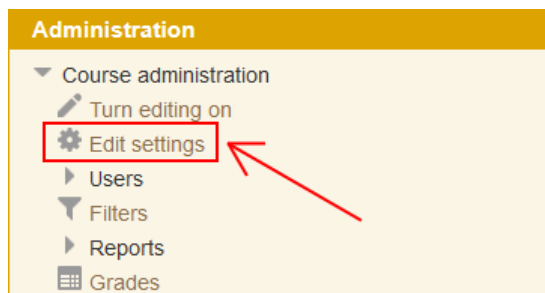 Administration
Course administration
Turn editing on
Edit settings
Users
Filters
Reports
Grades